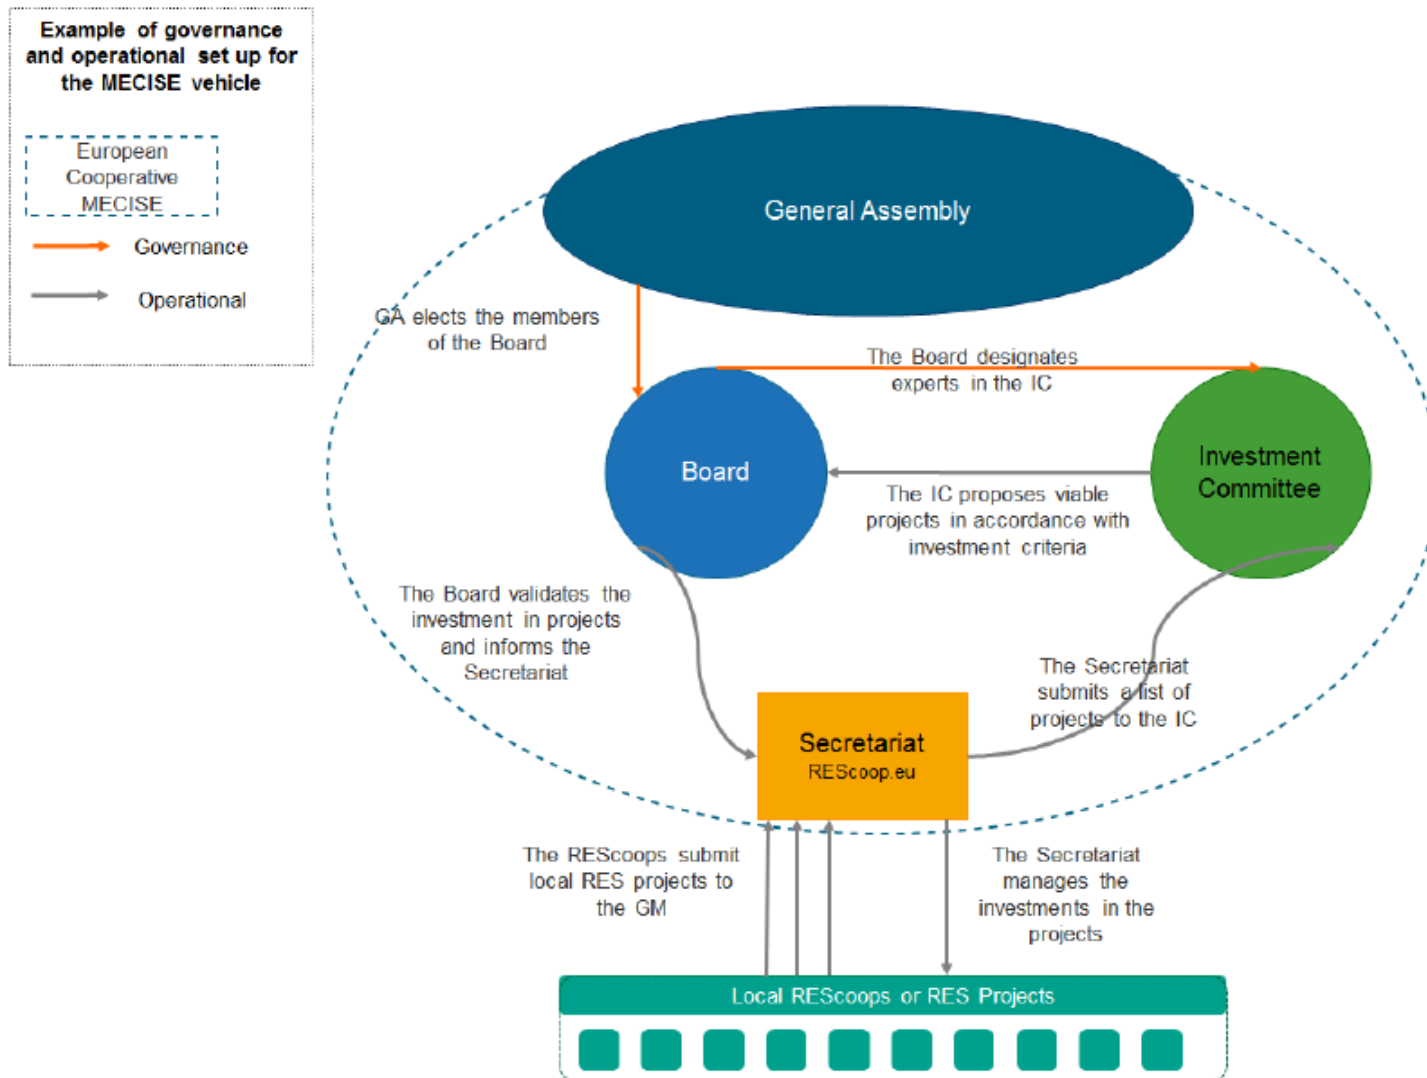 Example of governance
and operational set up for
the MECISE vehicle
European
Cooperative
MECISE
Governance
Operational
General Assembly
GA elects the members
of the Board
The Board designates
experts in the IC
Board
Investment
Committee
The IC proposes viable
projects in accordance with
investment criteria
The Board validates the
investment in projects
and informs the
Secretariat
The Secretariat
submits a list of
projects to the IC
Secretariat
REScoop.eu
The REScoops submit
local RES projects to
the GM
The Secretariat
manages the
investments in the
projects
Local REScoops or RES Projects